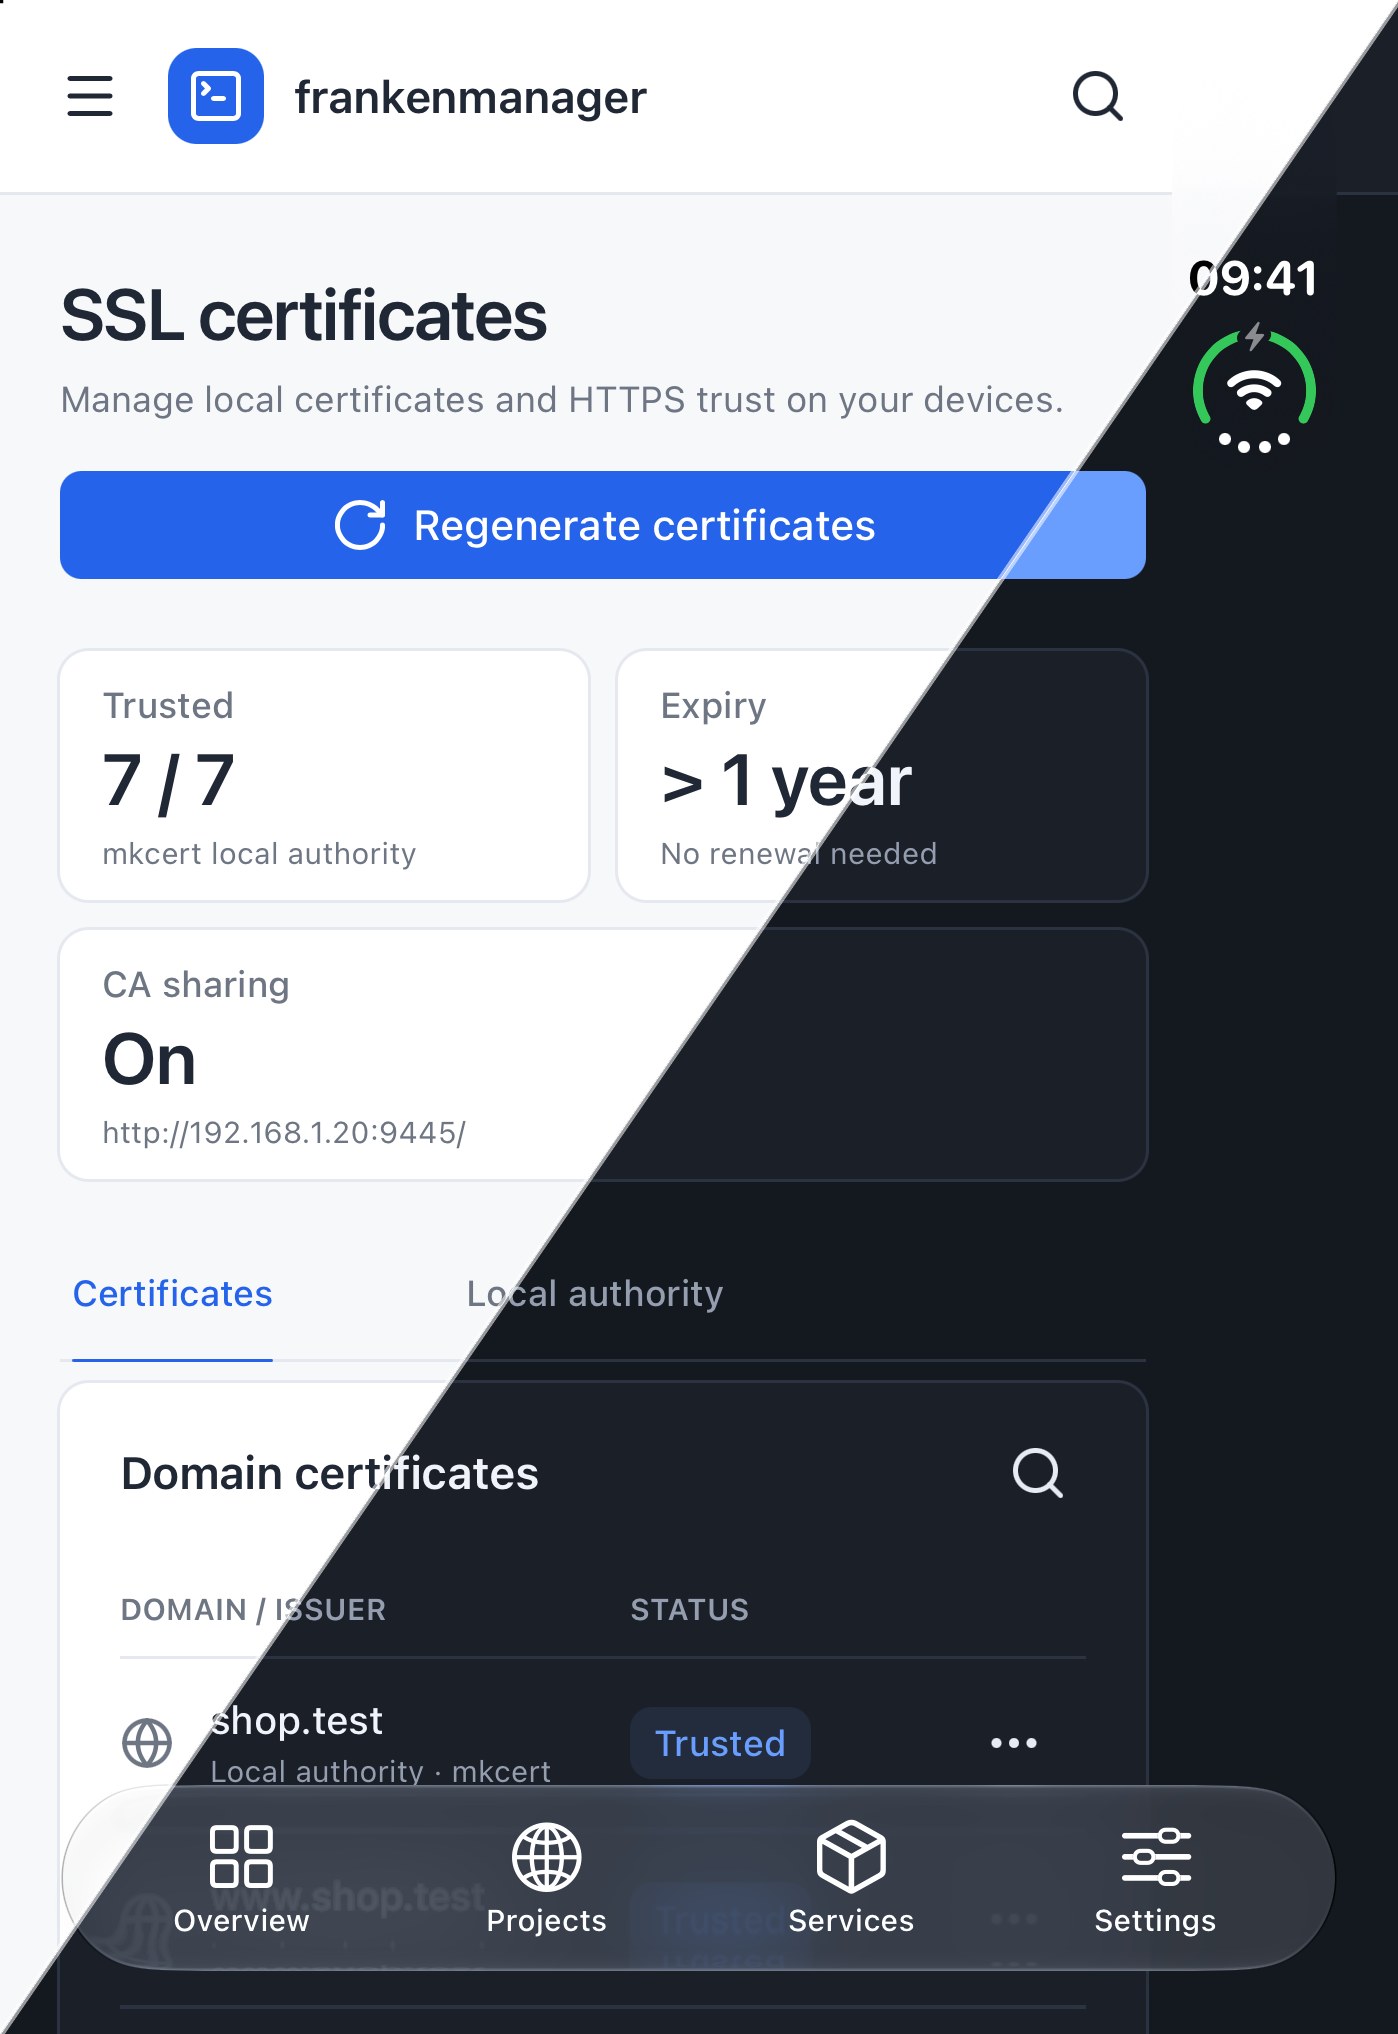 frankenmanager
SSL certificates
09:41
Manage local certificates and HTTPS trust on your devices.
Regenerate certificates
Trusted
7 / 7
mkcert local authority
Expiry
> 1 year
No renewal needed
CA sharing
On
http://192.168.1.20:9445/
Certificates
Local authority
Domain certificates
DOMAIN / ISSUER
STATUS
shop.test
Trusted
Local authority · mkcert
www.shop.test
Trusted
Overview
Projects
Services
Settings